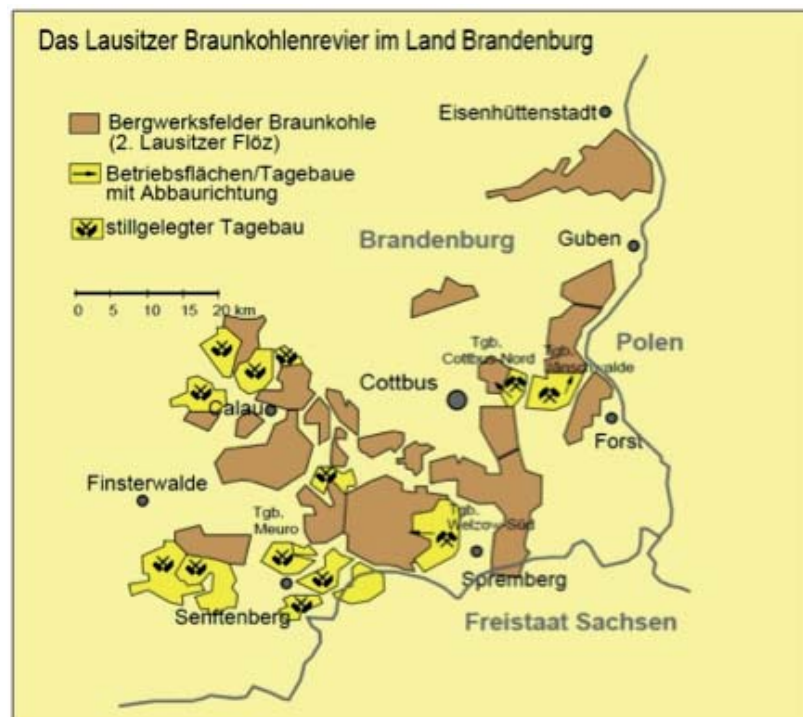 Das Lausitzer Braunkohlenrevier im Land Brandenburg
Bergwerksfelder Braunkohle
(2. Lausitzer Flöz)
Betriebsflächen/Tagebaue
mit Abbaurichtung
stillgelegter Tagebau
0 5 10 20 km
Eisenhüttenstadt
Brandenburg
Guben
Polen
Tgb.
Cottbus-Nord
Tgb.
Jänschwalde
Cottbus
Calau
Forst
Finsterwalde
Tgb.
Meuro
Tgb.
Welzow-Süd
Spremberg
Senftenberg
Freistaat Sachsen